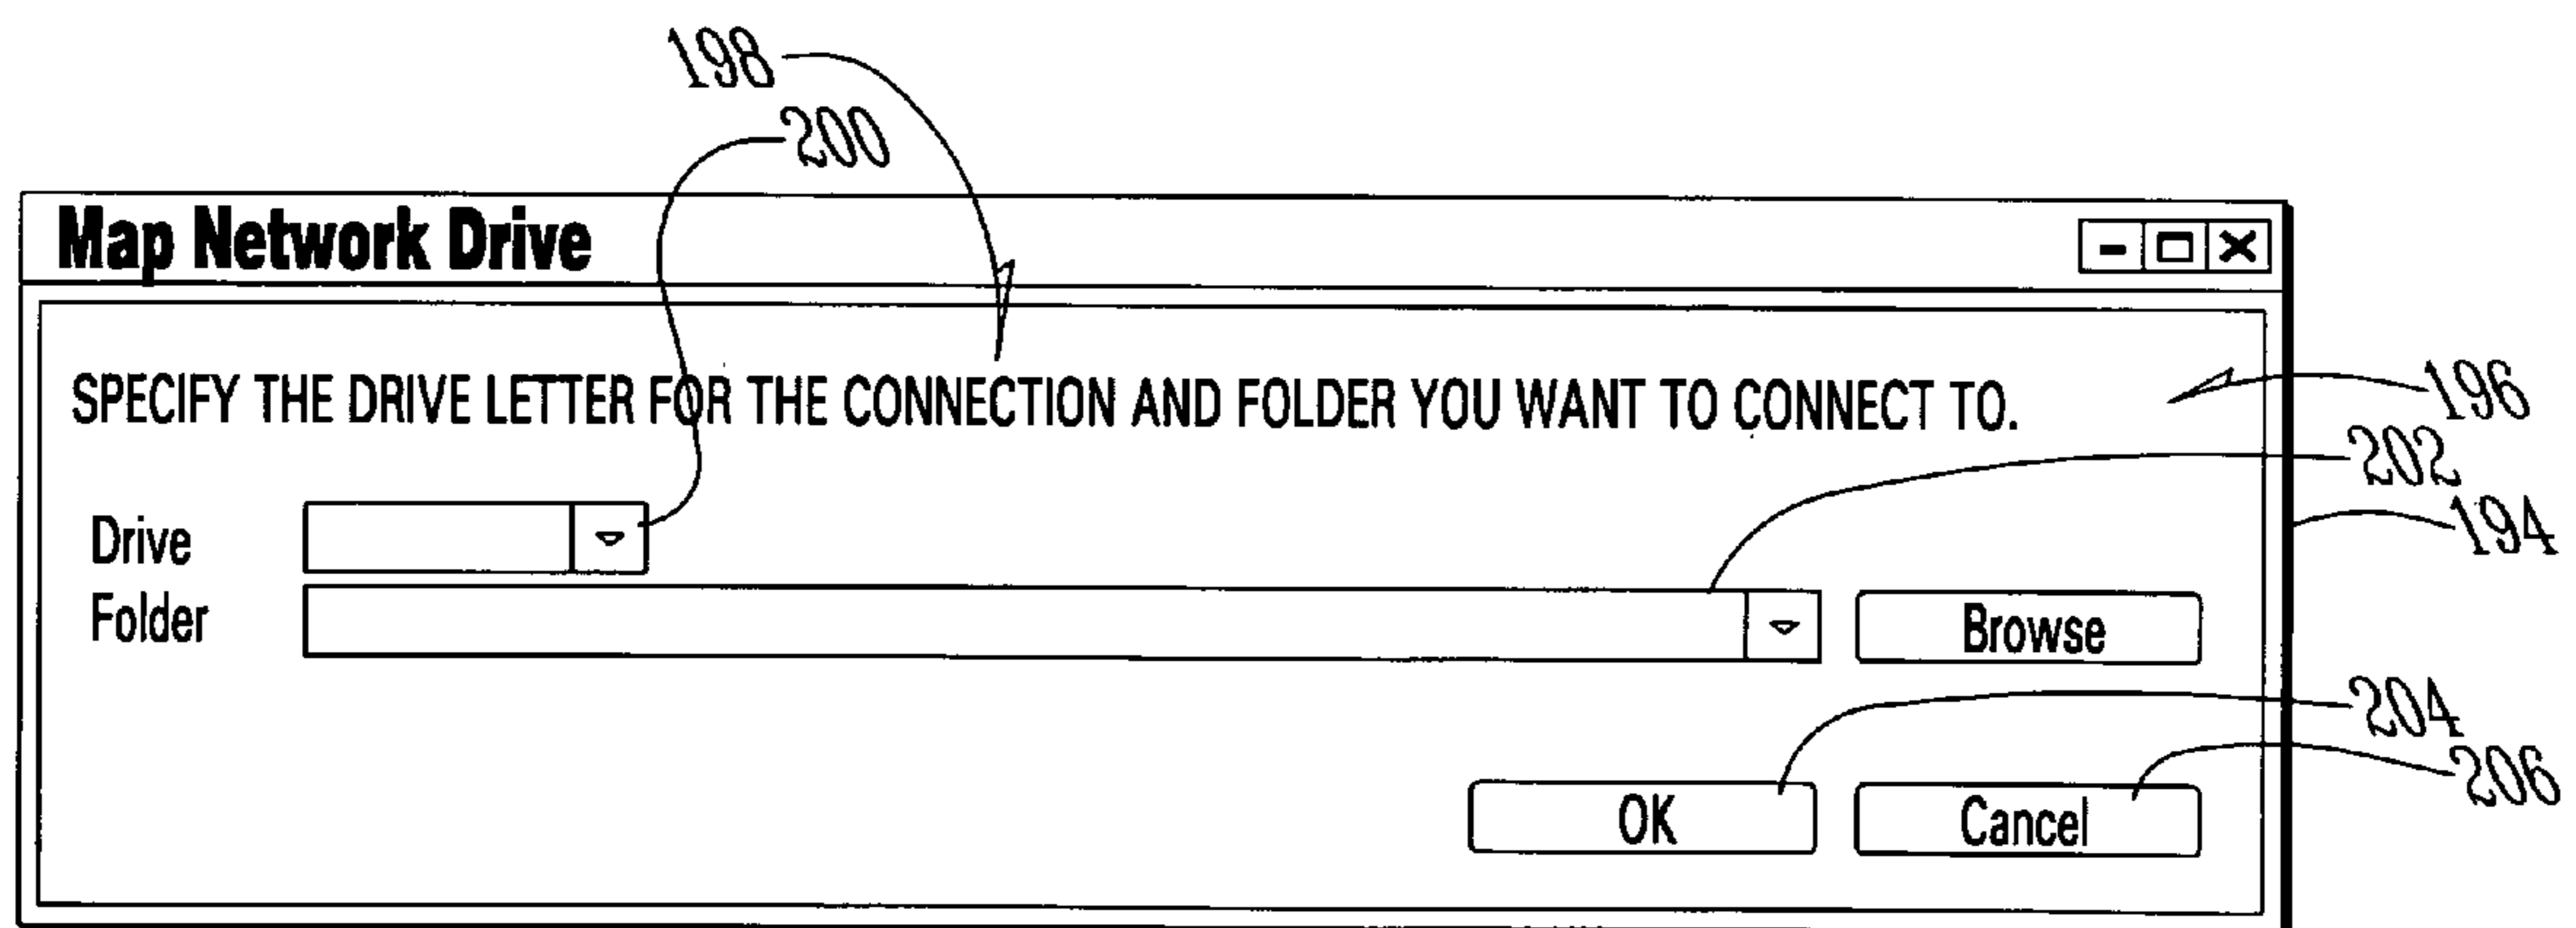 198
200
Map Network Drive
SPECIFY THE DRIVE LETTER FOR THE CONNECTION AND FOLDER YOU WANT TO CONNECT TO.
196
202
194
Drive
Folder
Browse
204
206
OK
Cancel